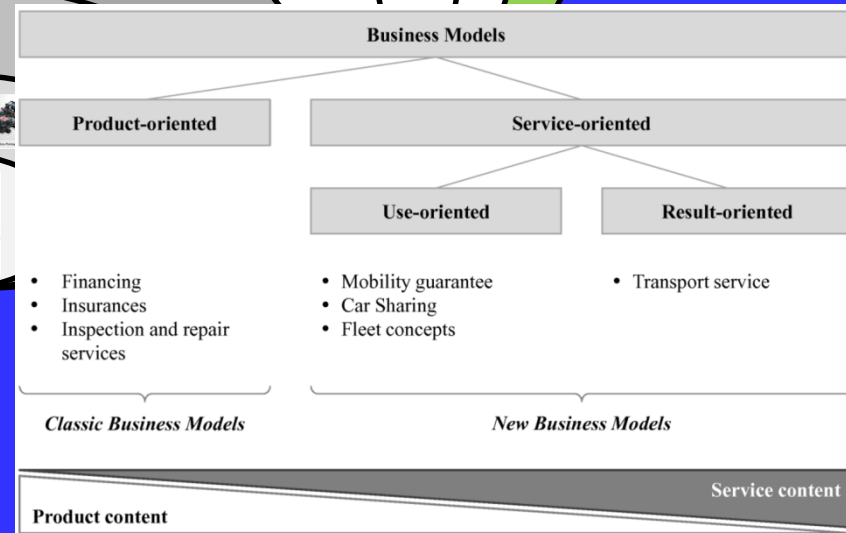 Business Models
Product-oriented
Service-oriented
Use-oriented
Result-oriented
• Financing
• Insurances
• Inspection and repair
services
• Mobility guarantee
• Car Sharing
• Fleet concepts
• Transport service
Classic Business Models
New Business Models
Service content
Product content